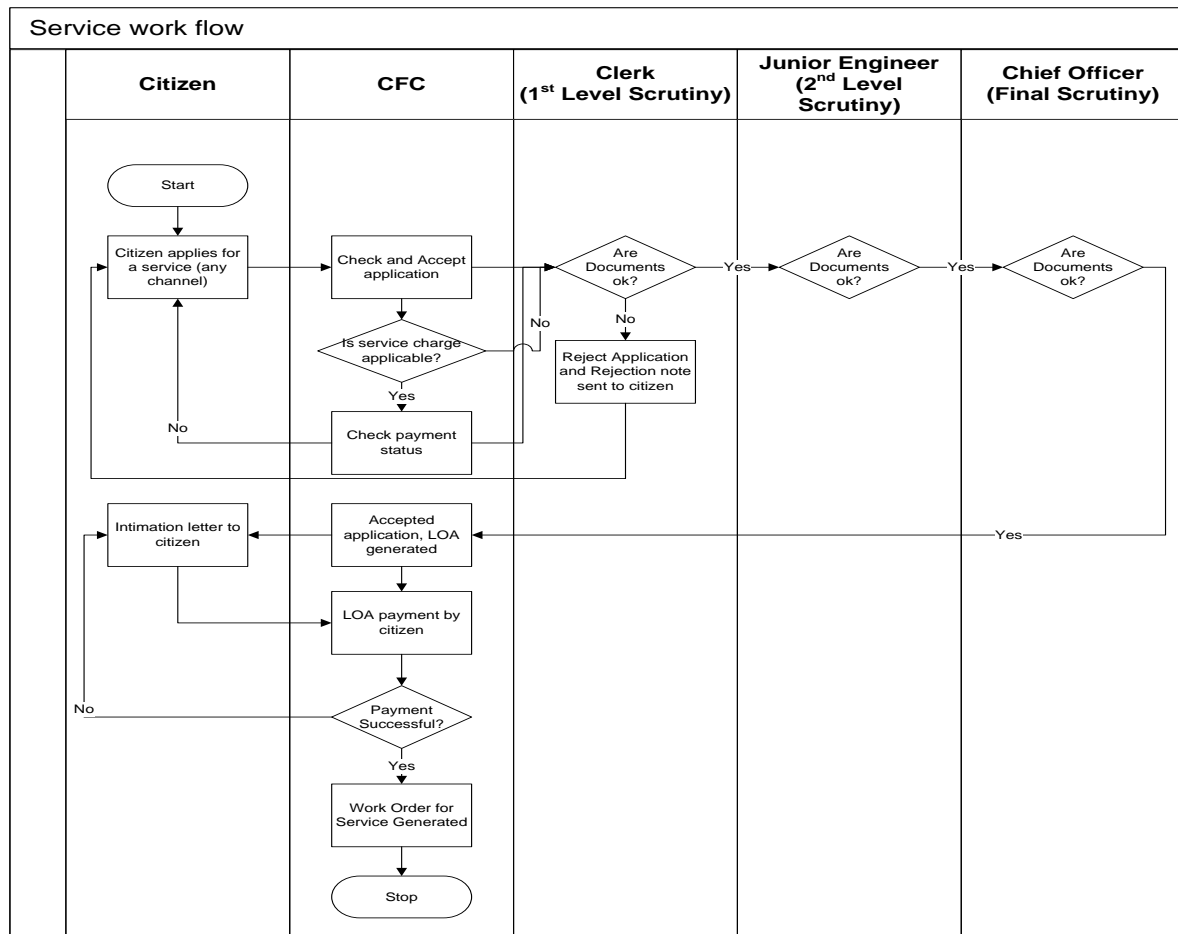 Service work flow
Citizen
CFC
Clerk
(1st Level Scrutiny)
Junior Engineer
(2nd Level
Scrutiny)
Chief Officer
(Final Scrutiny)
Start
Citizen applies for
a service (any
channel)
Check and Accept
application
Are
Documents
ok?
Yes
Are
Documents
ok?
Yes
Are
Documents
ok?
No
No
Is service charge
applicable?
Reject Application
and Rejection note
sent to citizen
Yes
No
Check payment
status
Intimation letter to
citizen
Accepted
application, LOA
generated
Yes
LOA payment by
citizen
No
Payment
Successful?
Yes
Work Order for
Service Generated
Stop